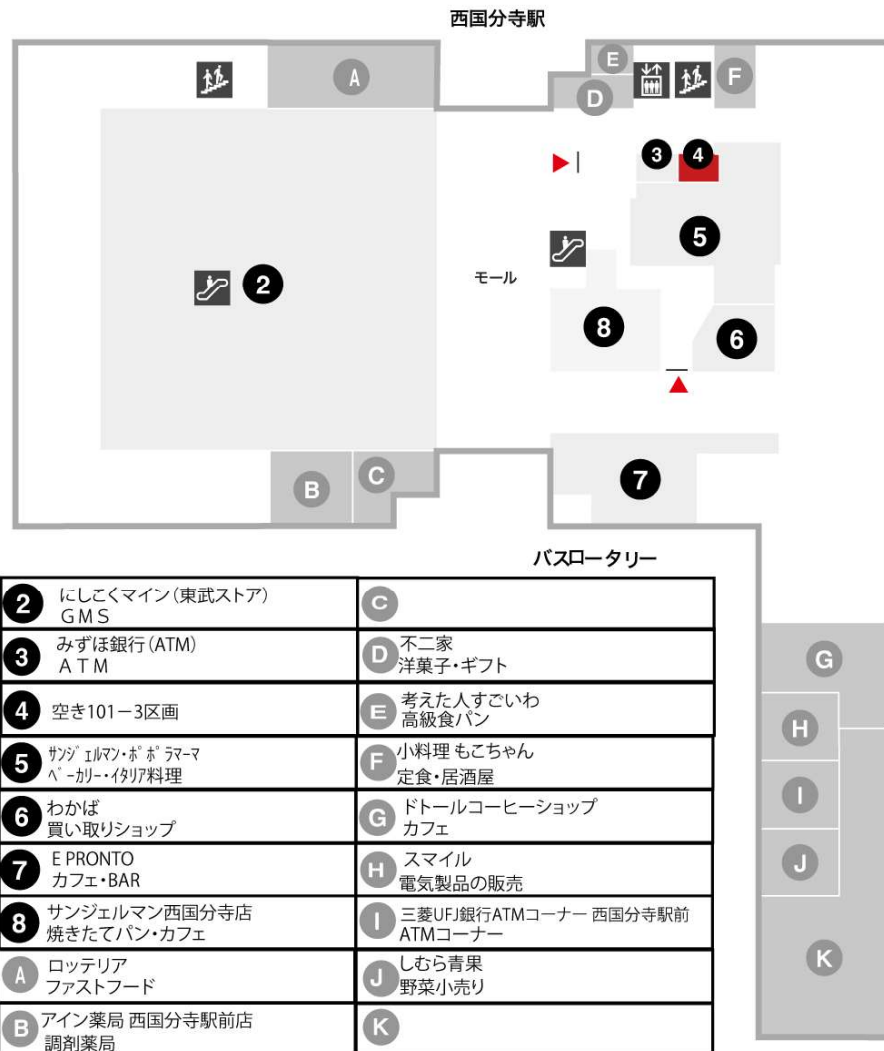 西国分寺駅
A
E
F
D
3
4
5
2
モール
8
6
B
C
7
バスロータリー
G
H
I
J
K
2 にしこくマイン(東武ストア)
GMS
C
3 みずほ銀行(ATM)
ATM
D 不二家
洋菓子・ギフト
4 空き101－3区画
E 考えた人すごいわ
高級食パン
5 ｻﾝｼﾞｪﾙﾏﾝ・ﾎﾟﾎﾟﾗﾏｰﾏ
ﾍﾞｰｶﾘｰ・ｲﾀﾘｱ料理
F 小料理 もこちゃん
定食・居酒屋
6 わかば
買い取りショップ
G ドトールコーヒーショップ
カフェ
7 E PRONTO
カフェ・BAR
H スマイル
電気製品の販売
8 サンジェルマン西国分寺店
焼きたてパン・カフェ
I 三菱UFJ銀行ATMコーナー 西国分寺駅前
ATMコーナー
A ロッテリア
ファストフード
J しむら青果
野菜小売り
B アイン薬局 西国分寺駅前店
調剤薬局
K